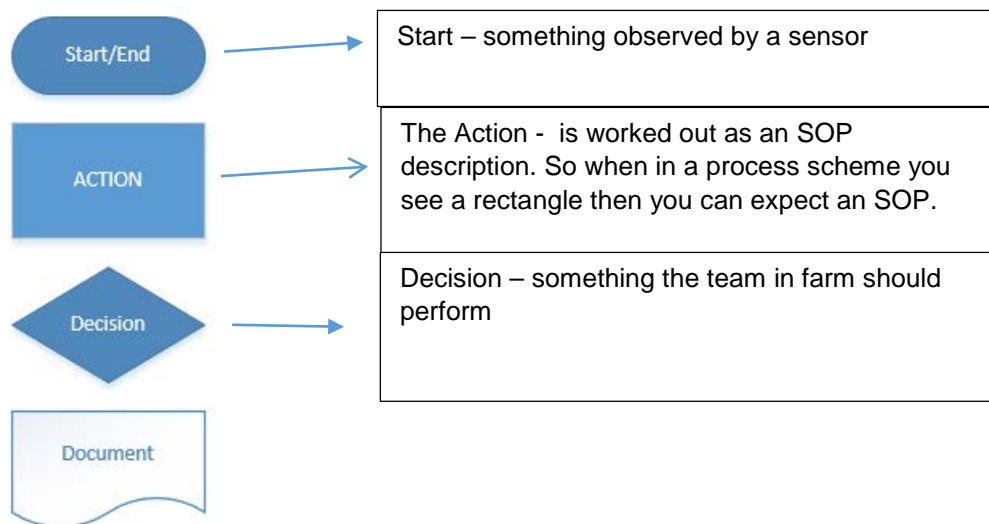 Start/End
Start – something observed by a sensor
ACTION
The Action -  is worked out as an SOP
description. So when in a process scheme you
see a rectangle then you can expect an SOP.
Decision
Decision – something the team in farm should
perform
Document